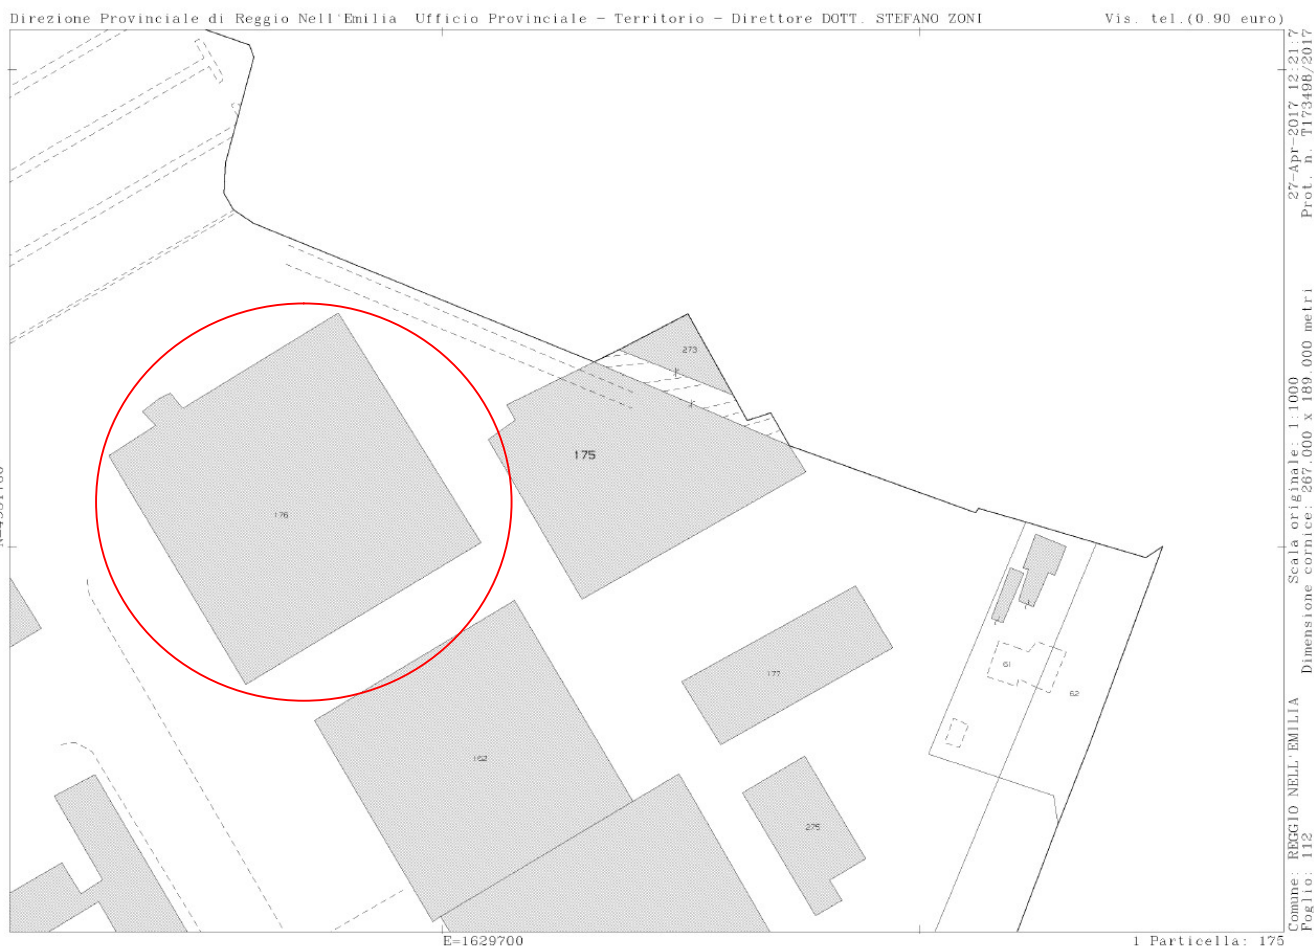 Direzione Provinciale di Reggio Nell'Emilia Ufficio Provinciale - Territorio - Direttore DOTT. STEFANO ZONI
Vis. tel.(0.90 euro)
27-Apr-2017 12:21:7
Prot. n. T173498/2017
273
175
176
Scala originale: 1:1000
Dimensione cornice: 267.000 x 189.000 metri
61
62
177
162
275
Comune: REGGIO NELL'EMILIA
Foglio: 112
E=1629700
1 Particella: 175